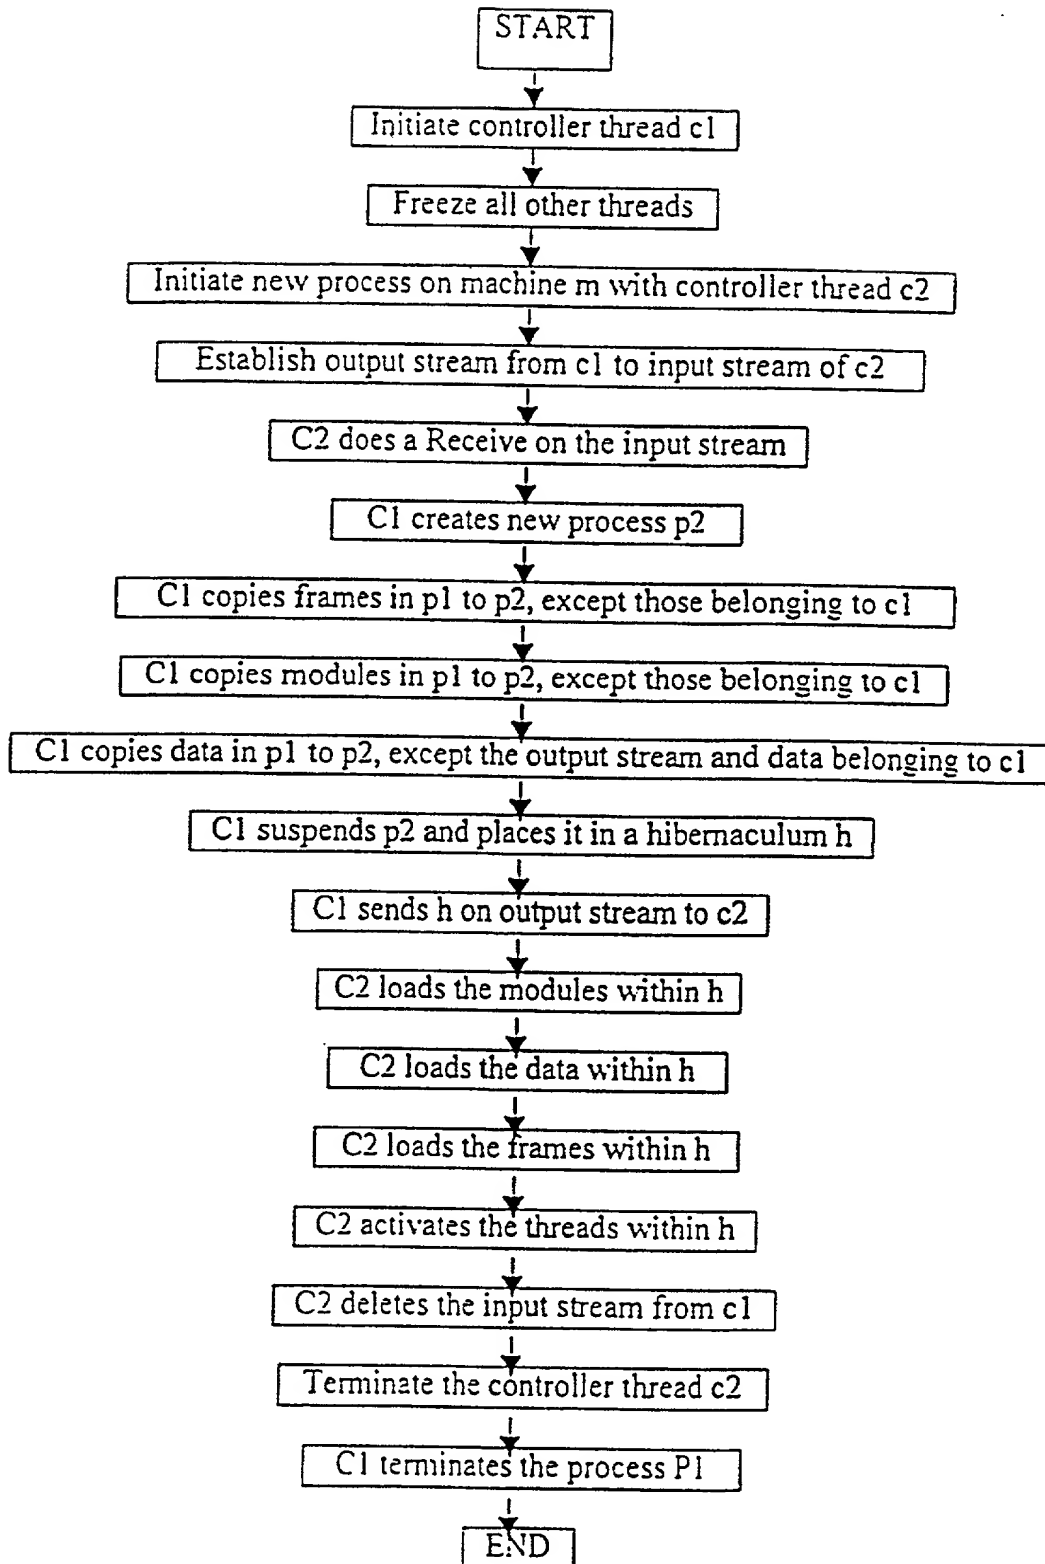 START
Initiate controller thread c1
Freeze all other threads
Initiate new process on machine m with controller thread c2
Establish output stream from c1 to input stream of c2
C2 does a Receive on the input stream
C1 creates new process p2
C1 copies frames in p1 to p2, except those belonging to c1
C1 copies modules in p1 to p2, except those belonging to c1
C1 copies data in p1 to p2, except the output stream and data belonging to c1
C1 suspends p2 and places it in a hibernaculum h
C1 sends h on output stream to c2
C2 loads the modules within h
C2 loads the data within h
C2 loads the frames within h
C2 activates the threads within h
C2 deletes the input stream from c1
Terminate the controller thread c2
C1 terminates the process P1
END